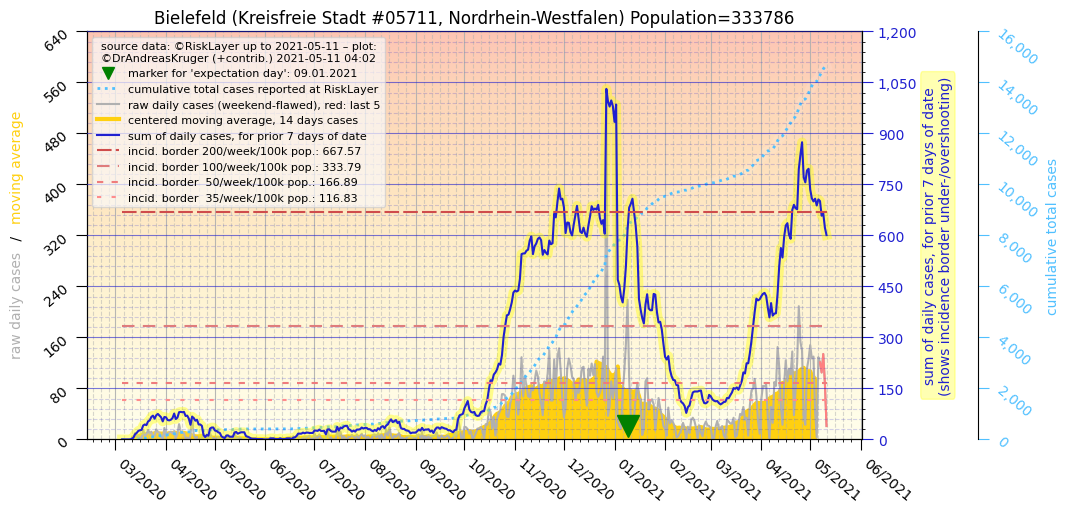 Bielefeld (Kreisfreie Stadt #05711, Nordrhein-Westfalen) Population=333786
source data: ©RiskLayer up to 2021-05-11 – plot:
©DrAndreasKruger (+contrib.) 2021-05-11 04:02
marker for 'expectation day': 09.01.2021
cumulative total cases reported at RiskLayer
raw daily cases (weekend-flawed), red: last 5
centered moving average, 14 days cases
sum of daily cases, for prior 7 days of date
incid. border 200/week/100k pop.: 667.57
incid. border 100/week/100k pop.: 333.79
incid. border  50/week/100k pop.: 166.89
incid. border  35/week/100k pop.: 116.83
raw daily cases / moving average
640
560
480
400
320
240
160
80
0
1,200
1,050
900
750
600
450
300
150
0
sum of daily cases, for prior 7 days of date
(shows incidence border under-/overshooting)
16,000
14,000
12,000
10,000
8,000
6,000
4,000
2,000
0
cumulative total cases
03/2020
04/2020
05/2020
06/2020
07/2020
08/2020
09/2020
10/2020
11/2020
12/2020
01/2021
02/2021
03/2021
04/2021
05/2021
06/2021